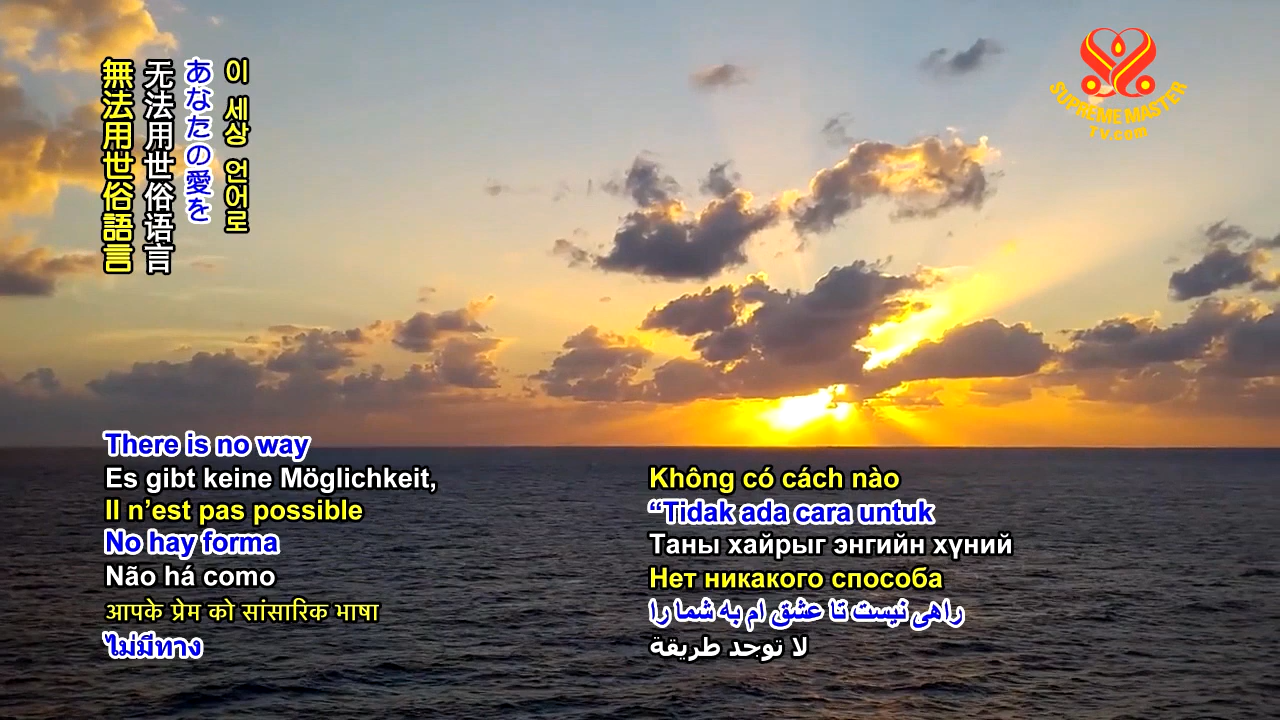 無法用世俗語言
无法用世俗语言
あなたの愛を
이 세상 언어로
SUPREME MASTER
TV.com
There is no way
Es gibt keine Möglichkeit,
Il n’est pas possible
No hay forma
Não há como
आपके प्रेम को सांसारिक भाषा
ไม่มีทาง
Không có cách nào
“Tidak ada cara untuk
Таны хайрыг энгийн хүний
Нет никакого способа
راهی نیست تا عشق ام به شما را
لا توجد طريقة